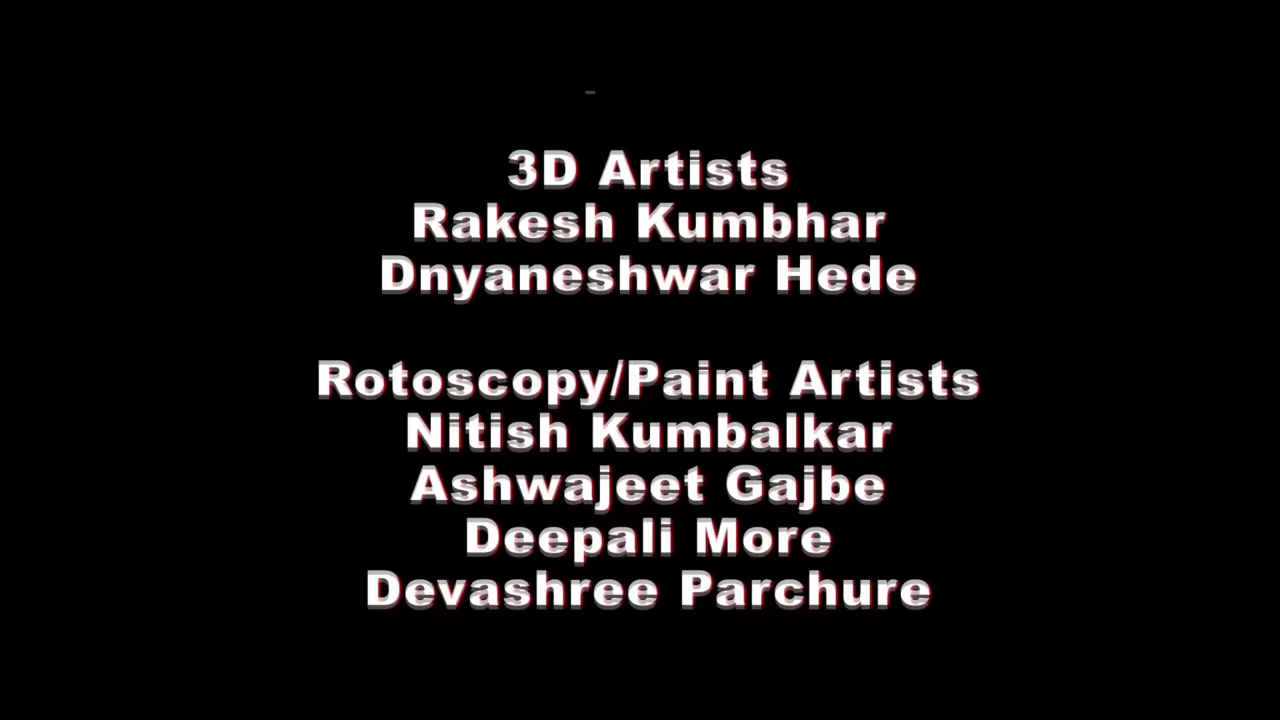 3D Artists
Rakesh Kumbhar
Dnyaneshwar Hede
Rotoscopy/Paint Artists
Nitish Kumbalkar
Ashwajeet Gajbe
Deepali More
Devashree Parchure